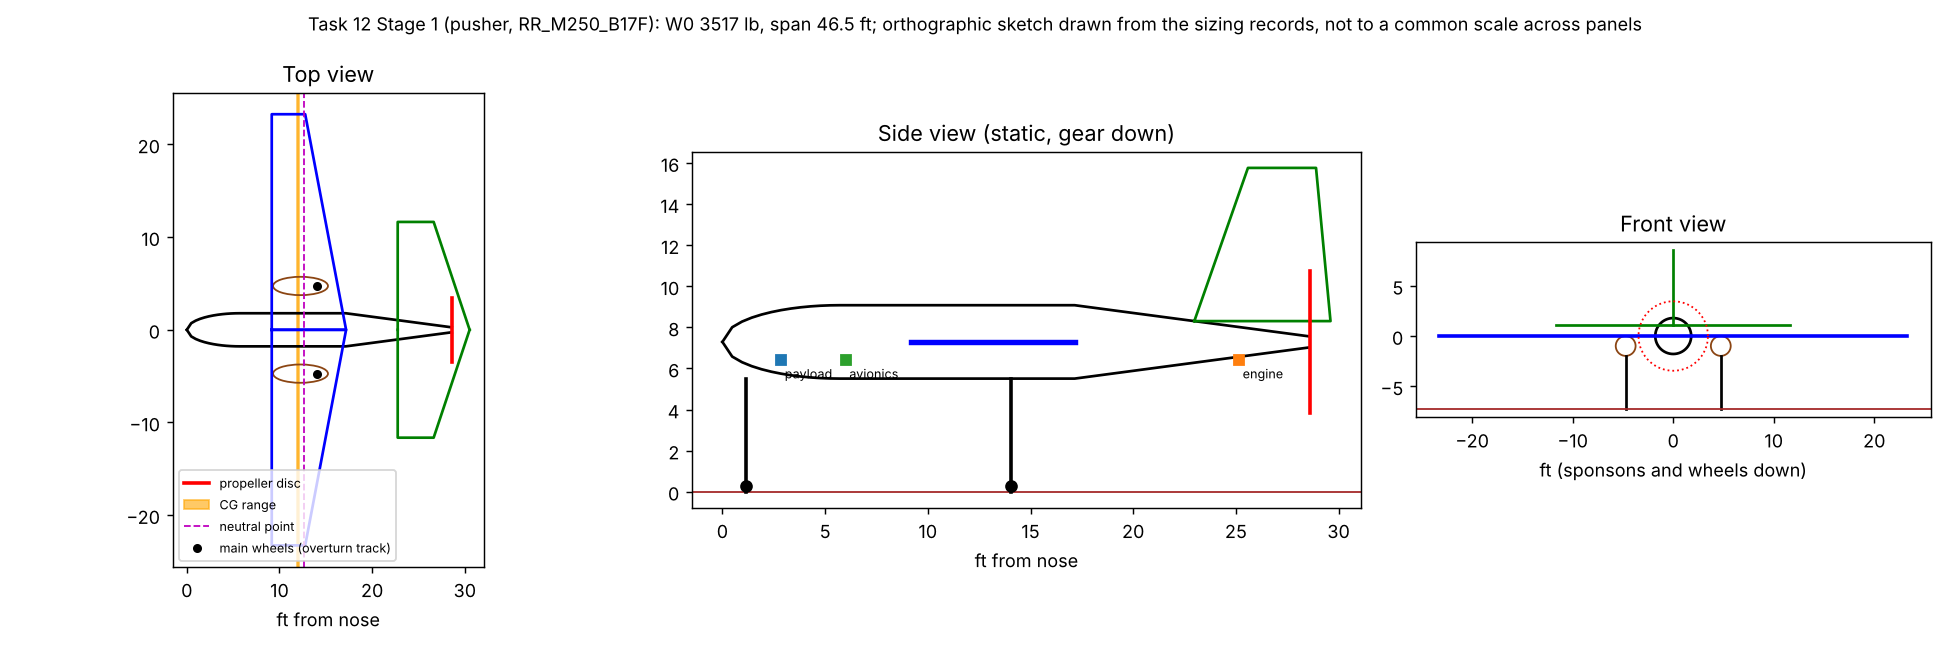 Task 12 Stage 1 (pusher, RR_M250_B17F): W0 3517 lb, span 46.5 ft; orthographic sketch drawn from the sizing records, not to a common scale across panels
Top view
20
10
0
−10
−20
propeller disc
CG range
neutral point
main wheels (overturn track)
0 10 20 30
ft from nose
Side view (static, gear down)
16
14
12
10
8
6
4
2
0
payload
avionics
engine
0 5 10 15 20 25 30
ft from nose
Front view
5
0
−5
−20 −10 0 10 20
ft (sponsons and wheels down)